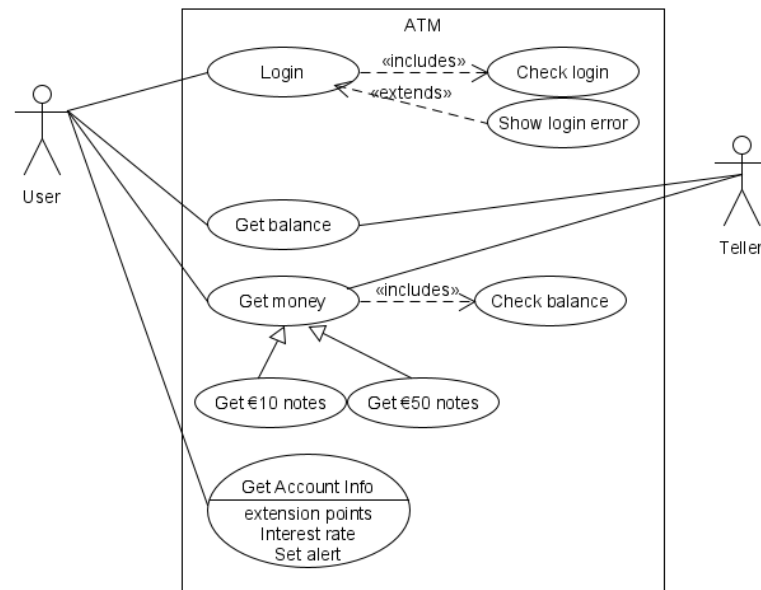 ATM
Login
«includes»
Check login
«extends»
Show login error
User
Teller
Get balance
Get money
«includes»
Check balance
Get €10 notes
Get €50 notes
Get Account Info
extension points
Interest rate
Set alert